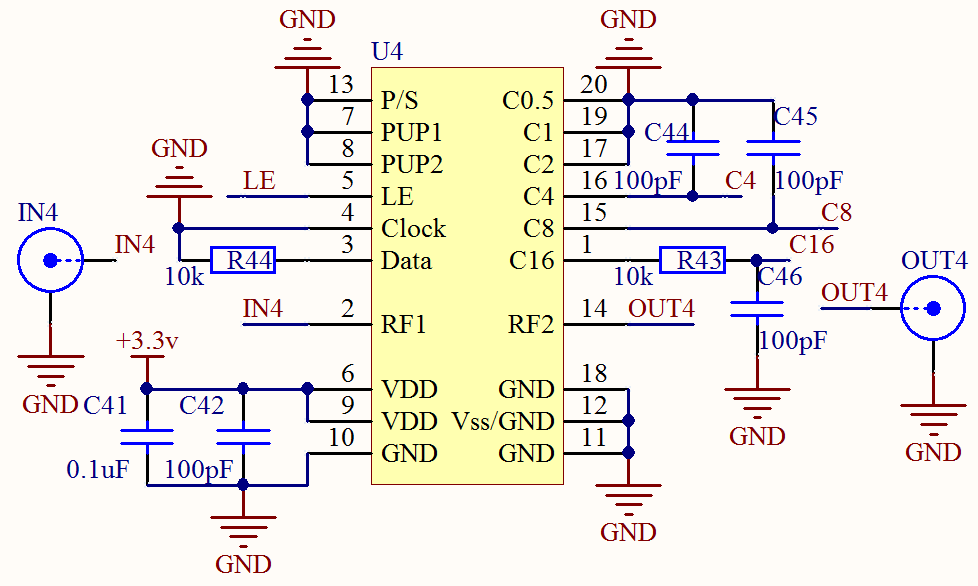 GND
GND
U4
13 P/S C0.5 20
7 PUP1 C1 19
8 PUP2 C2 17
C44 C45
GND
LE 5 LE C4 16 100pF C4 100pF
4 Clock C8 15 C8
IN4
IN4 3 Data C16 1 C16
10k R44 10k R43 C46
OUT4
IN4 2 RF1 RF2 14 OUT4
OUT4
+3.3v
100pF
6 VDD GND 18
GND C41 C42 9 VDD Vss/GND 12
GND
10 GND GND 11
GND
0.1uF 100pF
GND
GND